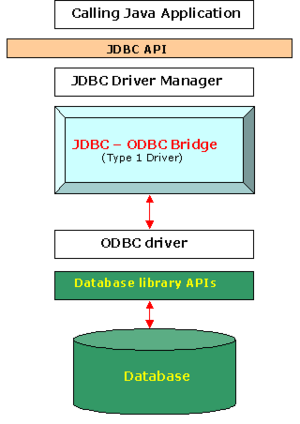 Calling Java Application
JDBC API
JDBC Driver Manager
JDBC – ODBC Bridge
(Type 1 Driver)
ODBC driver
Database library APIs
Database